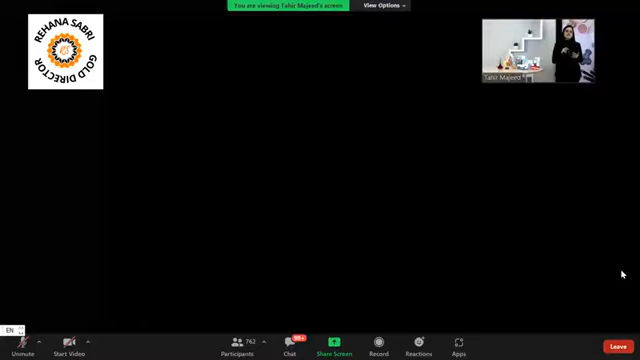 You are viewing Tahir Majeed's screen
View Options
REHANA SABRI
RS
GOLD DIRECTOR
Tahir Majeed
EN
Unmute
Start Video
762
Participants
99+
Chat
Share Screen
Record
Reactions
Apps
Leave